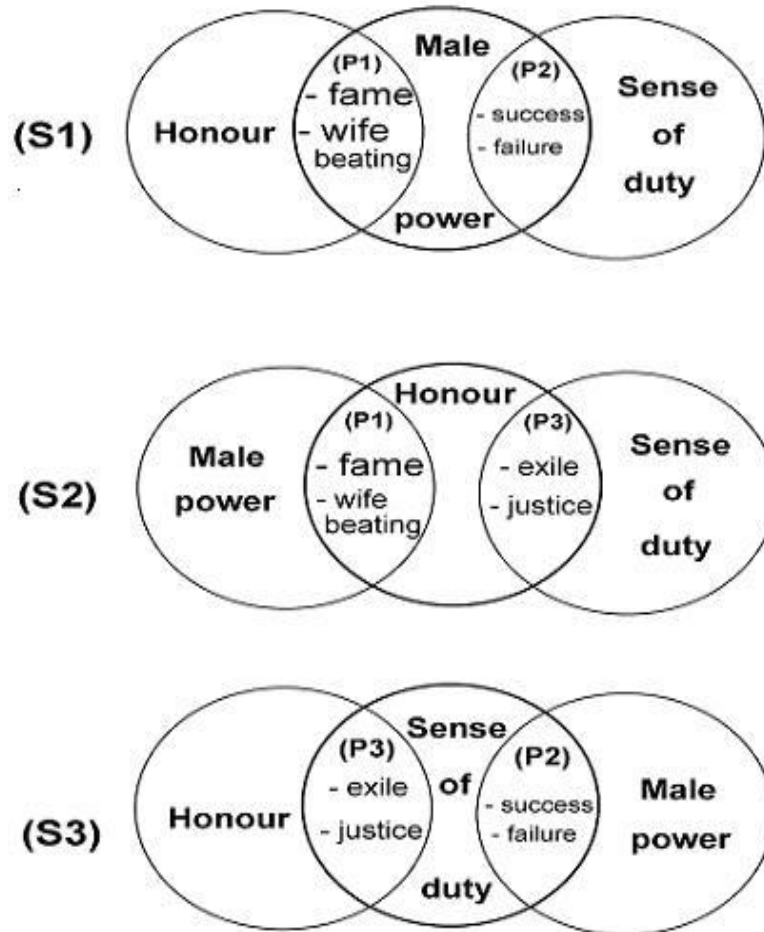 (S1)
Honour
(P1)
- fame
- wife
beating
Male
power
(P2)
- success
- failure
Sense
of
duty
(S2)
Male
power
(P1)
- fame
- wife
beating
Honour
(P3)
- exile
- justice
Sense
of
duty
(S3)
Honour
(P3)
- exile
- justice
Sense
of
duty
(P2)
- success
- failure
Male
power